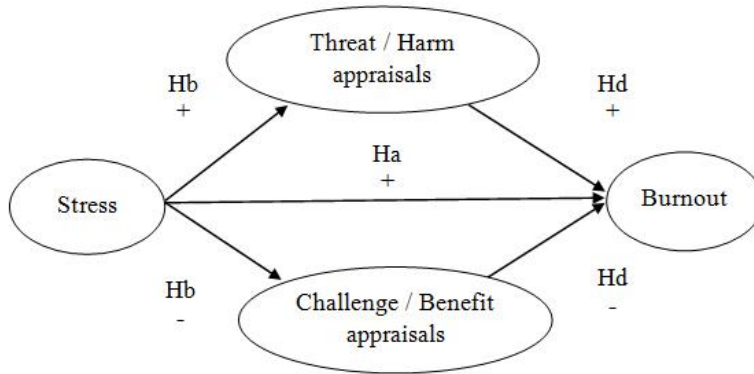 Threat / Harm
appraisals
Hb
+
Hd
+
Ha
+
Stress
Burnout
Hb
-
Challenge / Benefit
appraisals
Hd
-